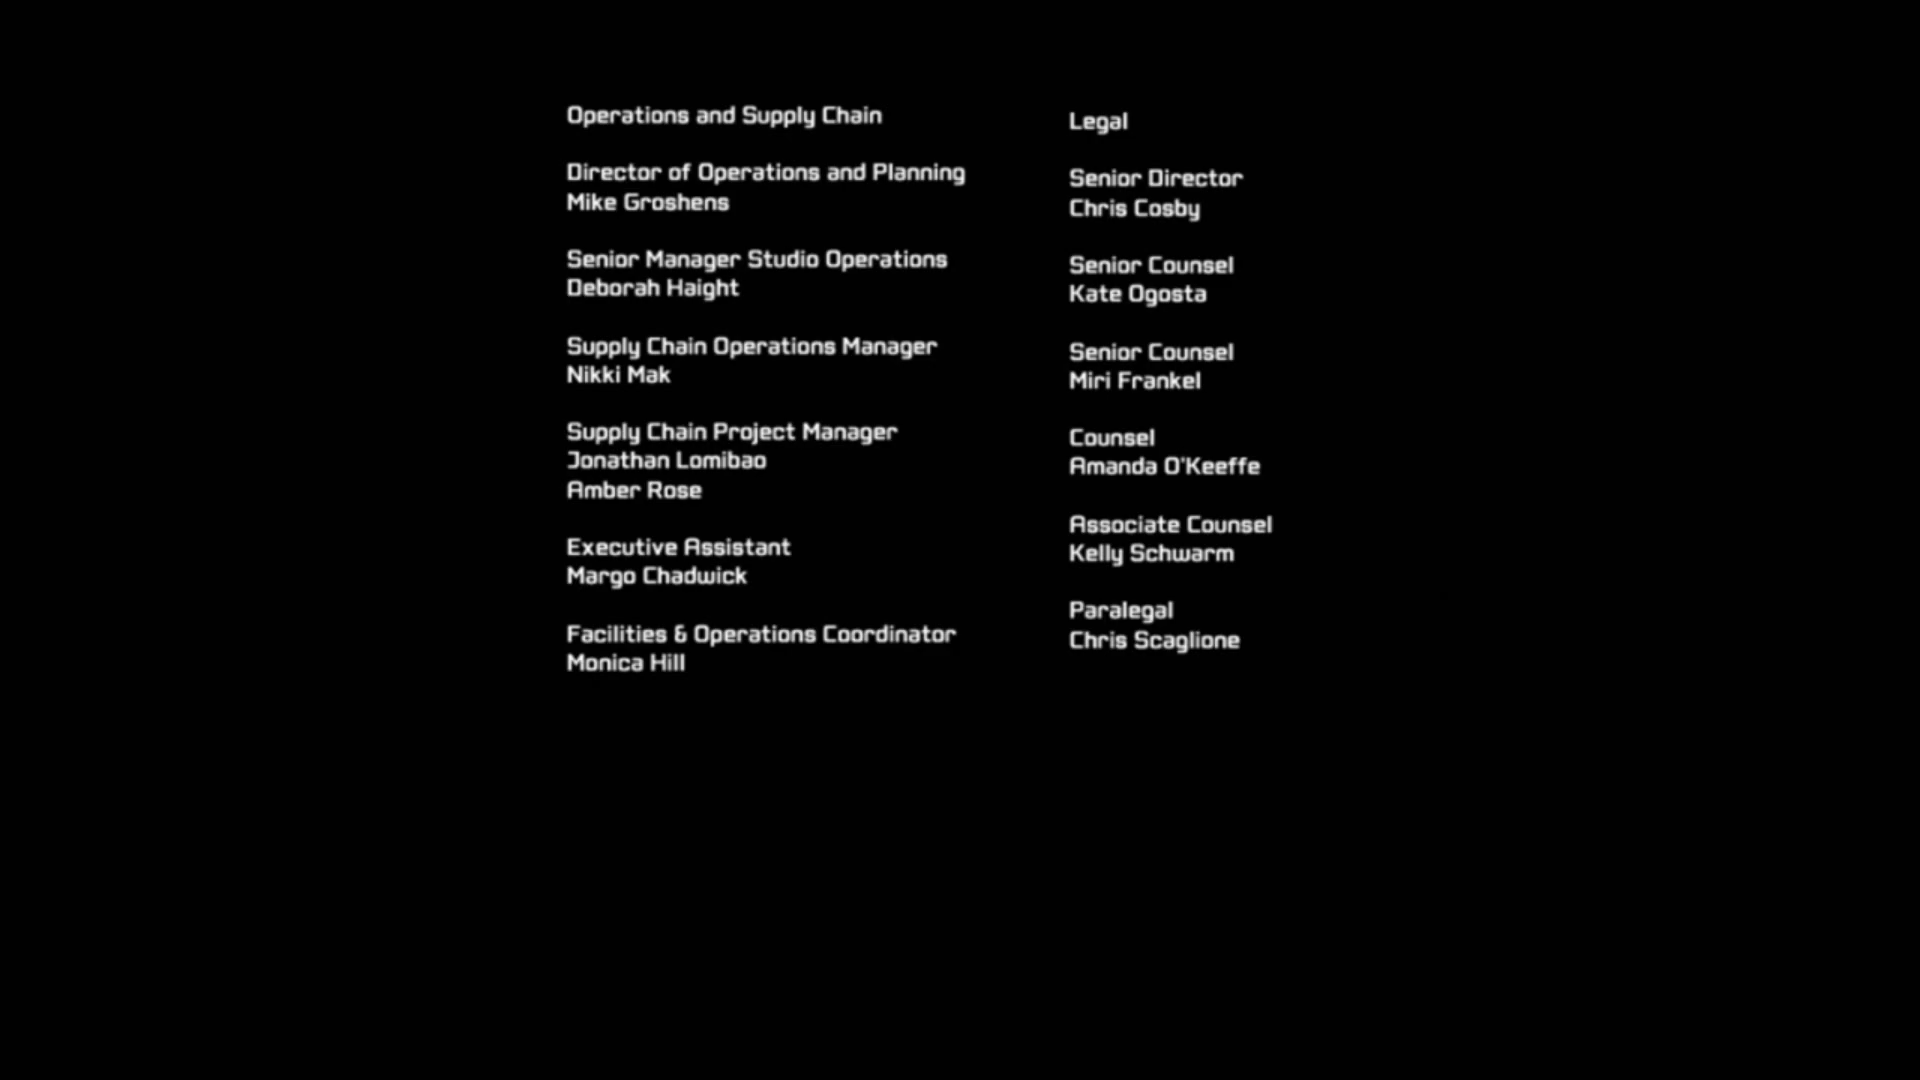 Operations and Supply Chain
Director of Operations and Planning
Mike Groshens
Senior Manager Studio Operations
Deborah Haight
Supply Chain Operations Manager
Nikki Mak
Supply Chain Project Manager
Jonathan Lomibao
Amber Rose
Executive Assistant
Margo Chadwick
Facilities & Operations Coordinator
Monica Hill
Legal
Senior Director
Chris Cosby
Senior Counsel
Kate Ogosta
Senior Counsel
Miri Frankel
Counsel
Amanda O'Keeffe
Associate Counsel
Kelly Schwarm
Paralegal
Chris Scaglione